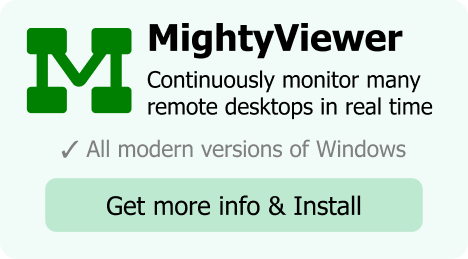 MightyViewer
Continuously monitor many
remote desktops in real time
✓ All modern versions of Windows
Get more info & Install